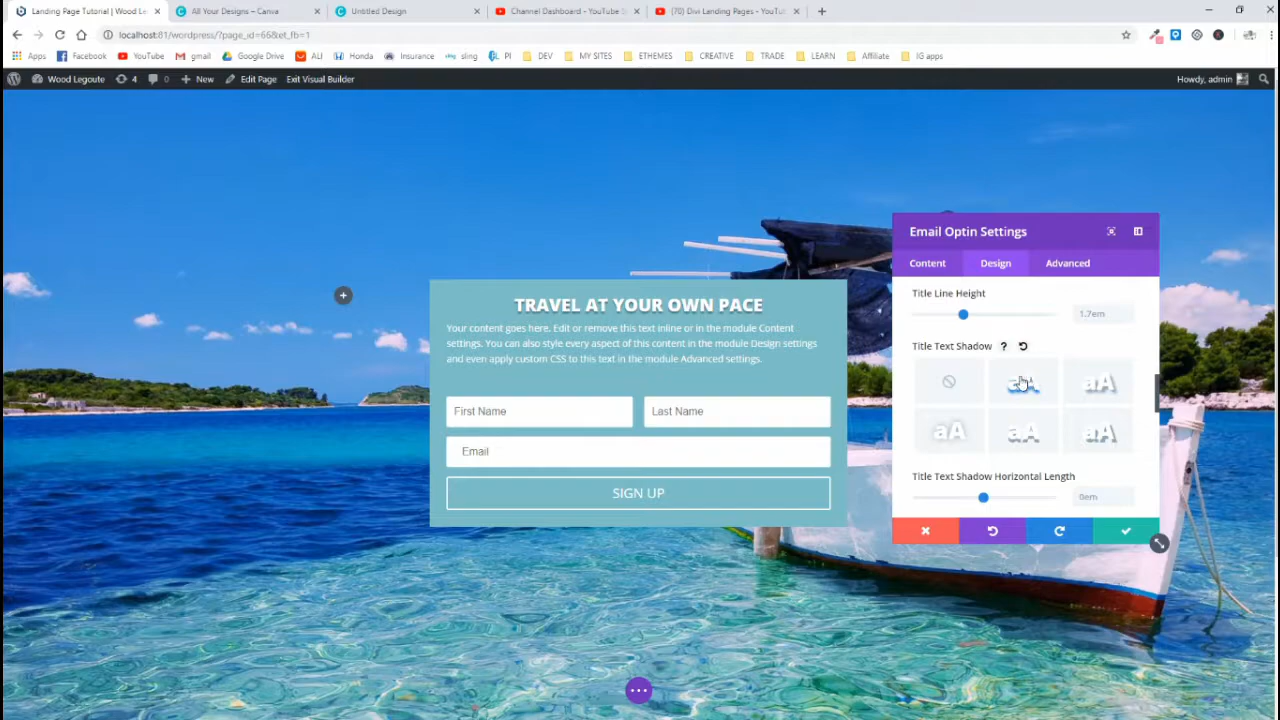 Landing Page Tutorial | Wood Le
All Your Designs – Canva
Untitled Design
Channel Dashboard - YouTube S
(70) Elvi Landing Pages - YouTu
localhost:81/wordpress/?page_id=66&et_fb=1
Apps
Facebook
YouTube
gmail
Google Drive
ALI
Honda
Insurance
sling
PI
DEV
MY SITES
ETHEMES
CREATIVE
TRADE
LEARN
Affiliate
IG apps
Wood Legoute
4
0
New
Edit Page
Exit Visual Builder
Howdy, admin
Email Optin Settings
Content
Design
Advanced
Title Line Height
1.7em
Title Text Shadow
?
aA
aA
aA
aA
aA
Title Text Shadow Horizontal Length
0em
TRAVEL AT YOUR OWN PACE
Your content goes here. Edit or remove this text inline or in the module Content
settings. You can also style every aspect of this content in the module Design settings
and even apply custom CSS to this text in the module Advanced settings.
First Name
Last Name
Email
SIGN UP